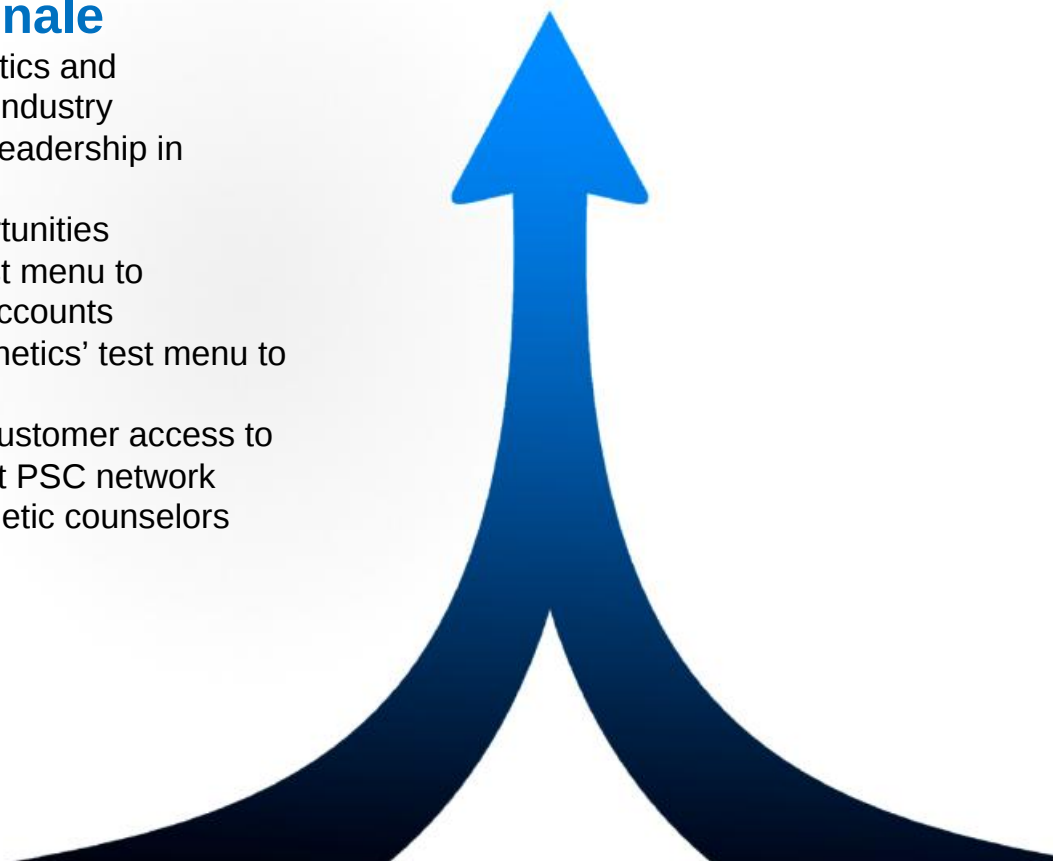 nale
tics and
ndustry
eadership in
tunities
t menu to
ccounts
netics’ test menu to
ustomer access to
t PSC network
etic counselors